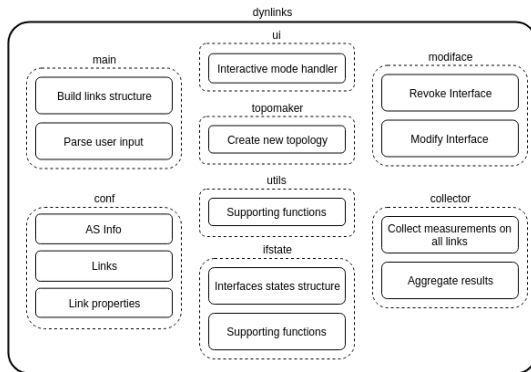 dynlinks
main
Build links structure
Parse user input
conf
AS Info
Links
Link properties
ui
Interactive mode handler
topomaker
Create new topology
utils
Supporting functions
ifstate
Interfaces states structure
Supporting functions
modiface
Revoke Interface
Modify Interface
collector
Collect measurements on
all links
Aggregate results